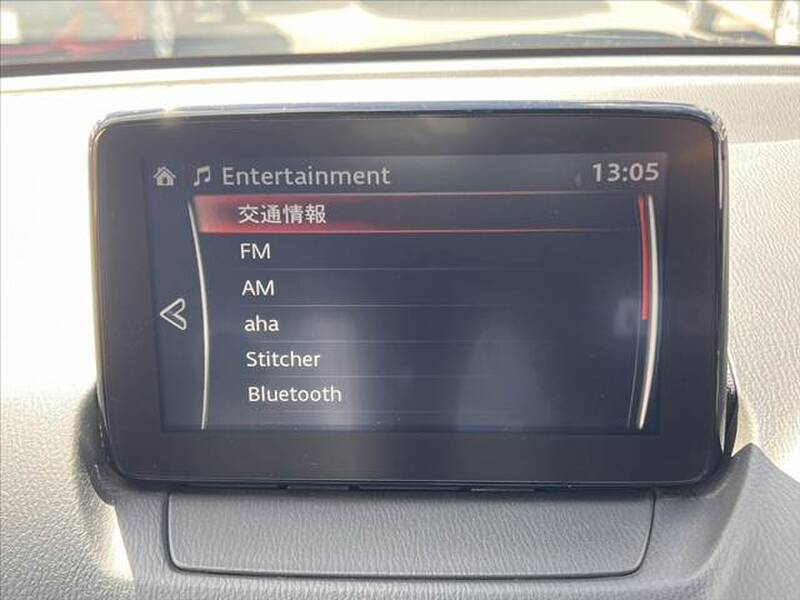 Entertainment 13:05
交通情報
FM
AM
aha
Stitcher
Bluetooth